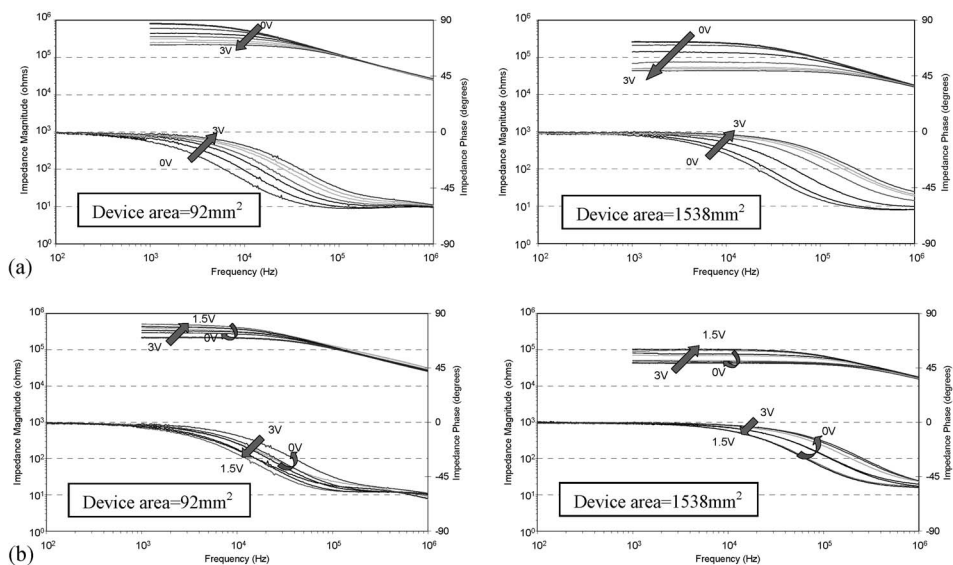 10^6
10^5
10^4
10^3
10^2
10^1
10^0
Impedance Magnitude (ohms)
0V
3V
3V
0V
Device area=92mm^2
90
45
0
-45
-90
Impedance Phase (degrees)
10^2
10^3
10^4
10^5
10^6
Frequency (Hz)
10^6
10^5
10^4
10^3
10^2
10^1
10^0
Impedance Magnitude (ohms)
0V
3V
3V
0V
Device area=1538mm^2
90
45
0
-45
-90
Impedance Phase (degrees)
10^2
10^3
10^4
10^5
10^6
Frequency (Hz)
(a)
10^6
10^5
10^4
10^3
10^2
10^1
10^0
Impedance Magnitude (ohms)
1.5V
0V
3V
3V
0V
1.5V
Device area=92mm^2
90
45
0
-45
-90
Impedance Phase (degrees)
10^2
10^3
10^4
10^5
10^6
Frequency (Hz)
10^6
10^5
10^4
10^3
10^2
10^1
10^0
Impedance Magnitude (ohms)
1.5V
3V
0V
3V
0V
1.5V
Device area=1538mm^2
90
45
0
-45
-90
Impedance Phase (degrees)
10^2
10^3
10^4
10^5
10^6
Frequency (Hz)
(b)